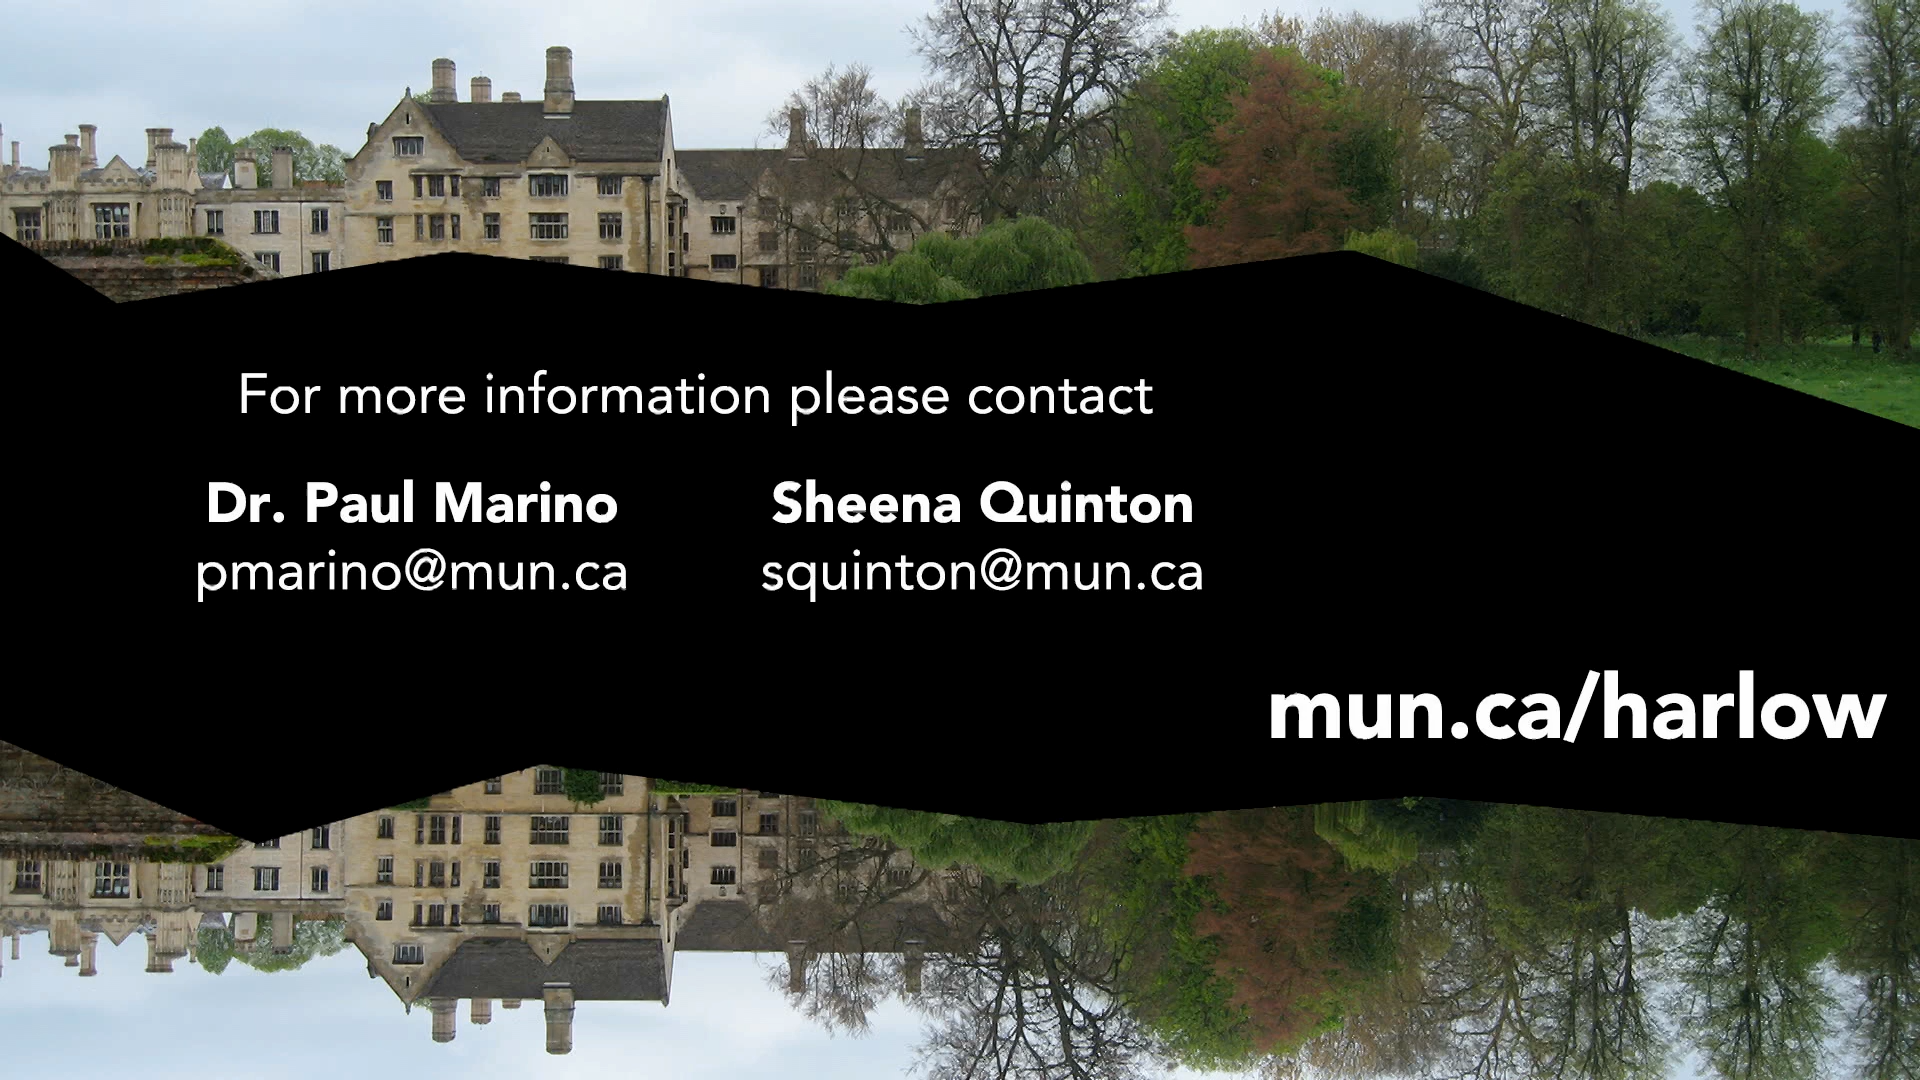 For more information please contact
Dr. Paul Marino
pmarino@mun.ca
Sheena Quinton
squinton@mun.ca
mun.ca/harlow